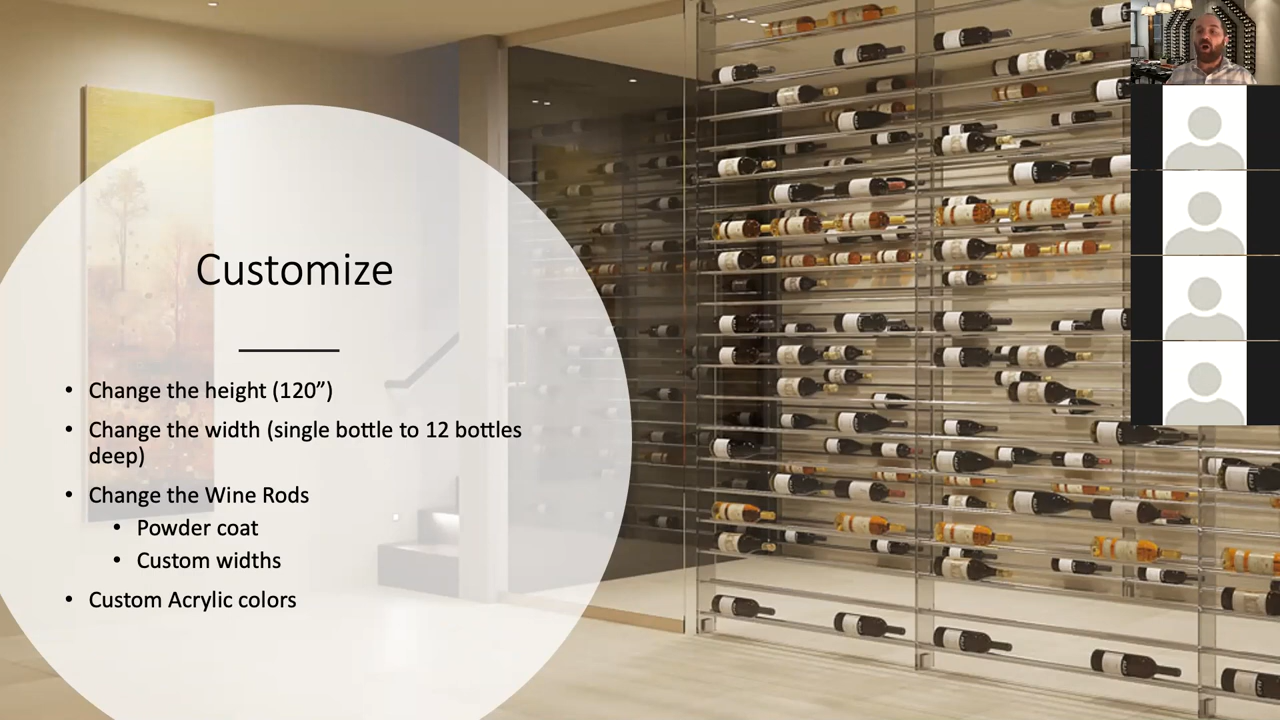 Customize
• Change the height (120”)
• Change the width (single bottle to 12 bottles
deep)
• Change the Wine Rods
• Powder coat
• Custom widths
• Custom Acrylic colors